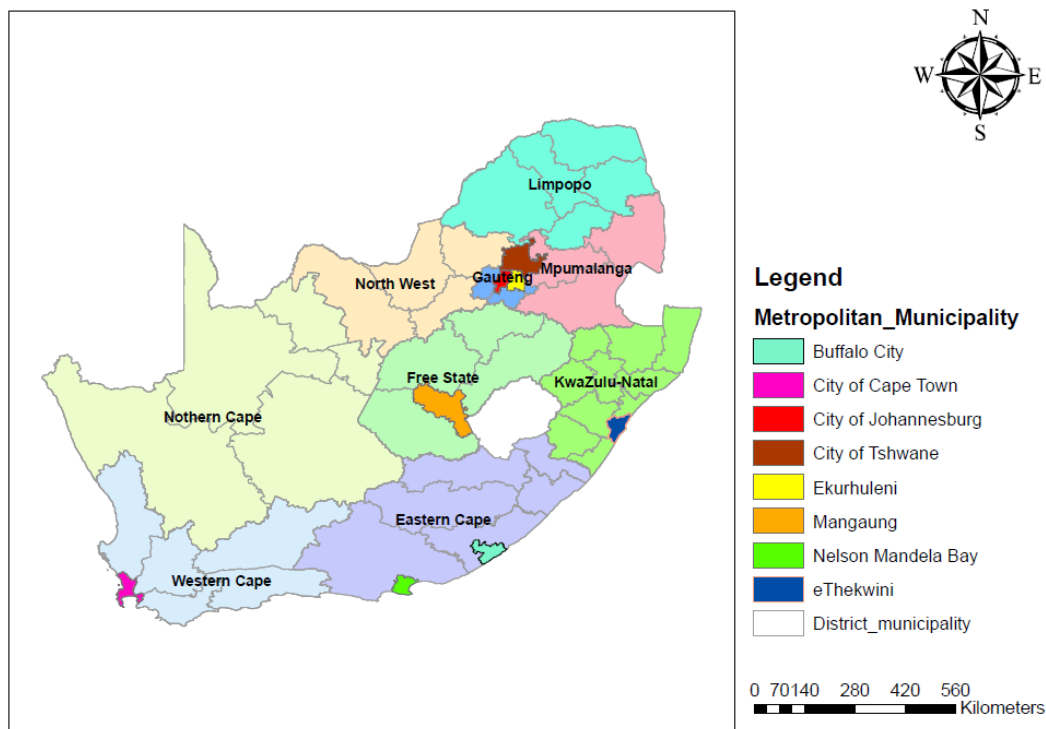 N
W
E
S
Limpopo
Gauteng
Mpumalanga
North West
Free State
KwaZulu-Natal
Nothern Cape
Eastern Cape
Western Cape
Legend
Metropolitan_Municipality
Buffalo City
City of Cape Town
City of Johannesburg
City of Tshwane
Ekurhuleni
Mangaung
Nelson Mandela Bay
eThekwini
District_municipality
0 70 140 280 420 560
Kilometers